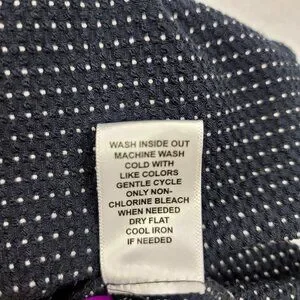 WASH INSIDE OUT
MACHINE WASH
COLD WITH
LIKE COLORS
GENTLE CYCLE
ONLY NON-
CHLORINE BLEACH
WHEN NEEDED
DRY FLAT
COOL IRON
IF NEEDED